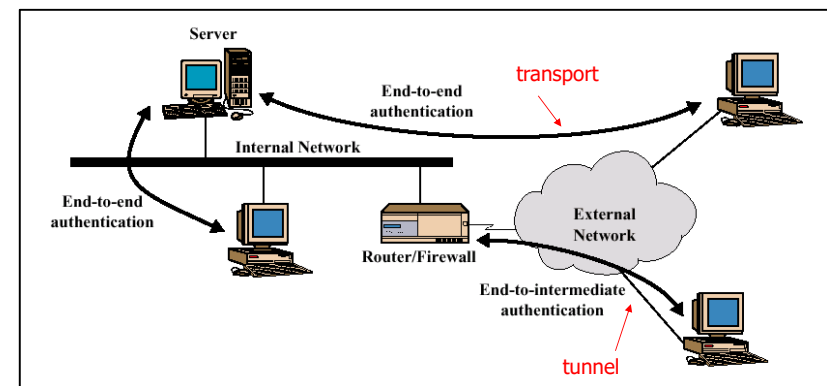 Server
transport
End-to-end
authentication
Internal Network
End-to-end
authentication
External
Network
Router/Firewall
End-to-intermediate
authentication
tunnel